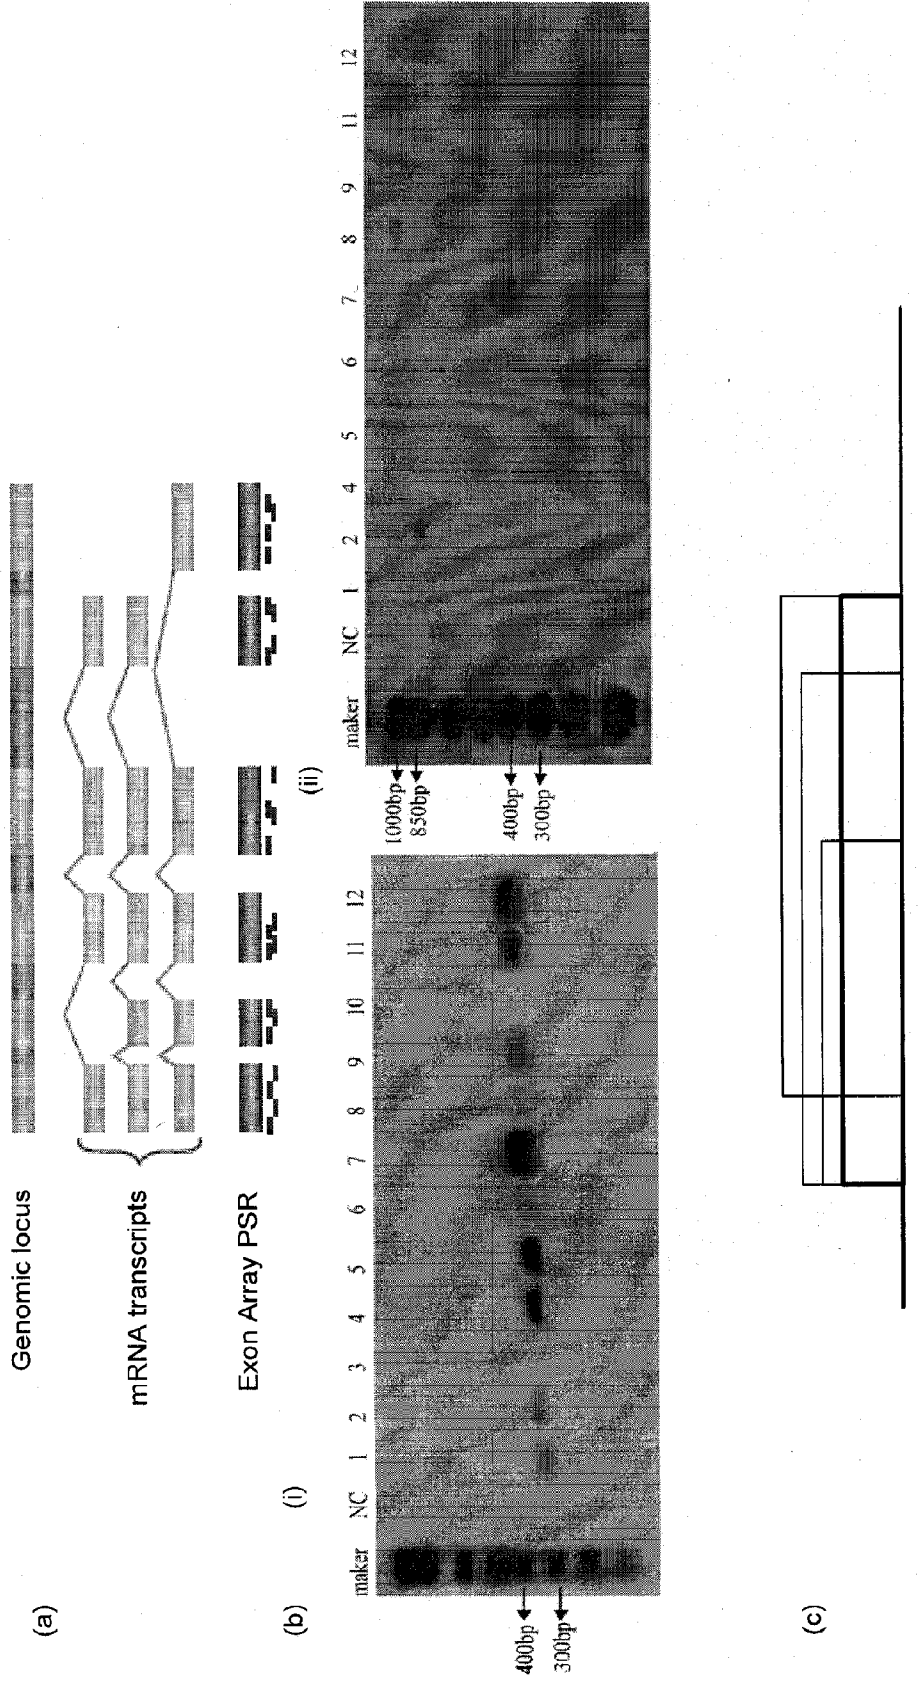 (a)
Genomic locus
mRNA transcripts
Exon Array PSR
(b)
(i)
maker NC 1 2 3 4 5 6 7 8 9 10 11 12
400bp
300bp
(ii)
maker NC 1 2 4 5 6 7 8 9 11 12
1000bp
850bp
400bp
300bp
(c)